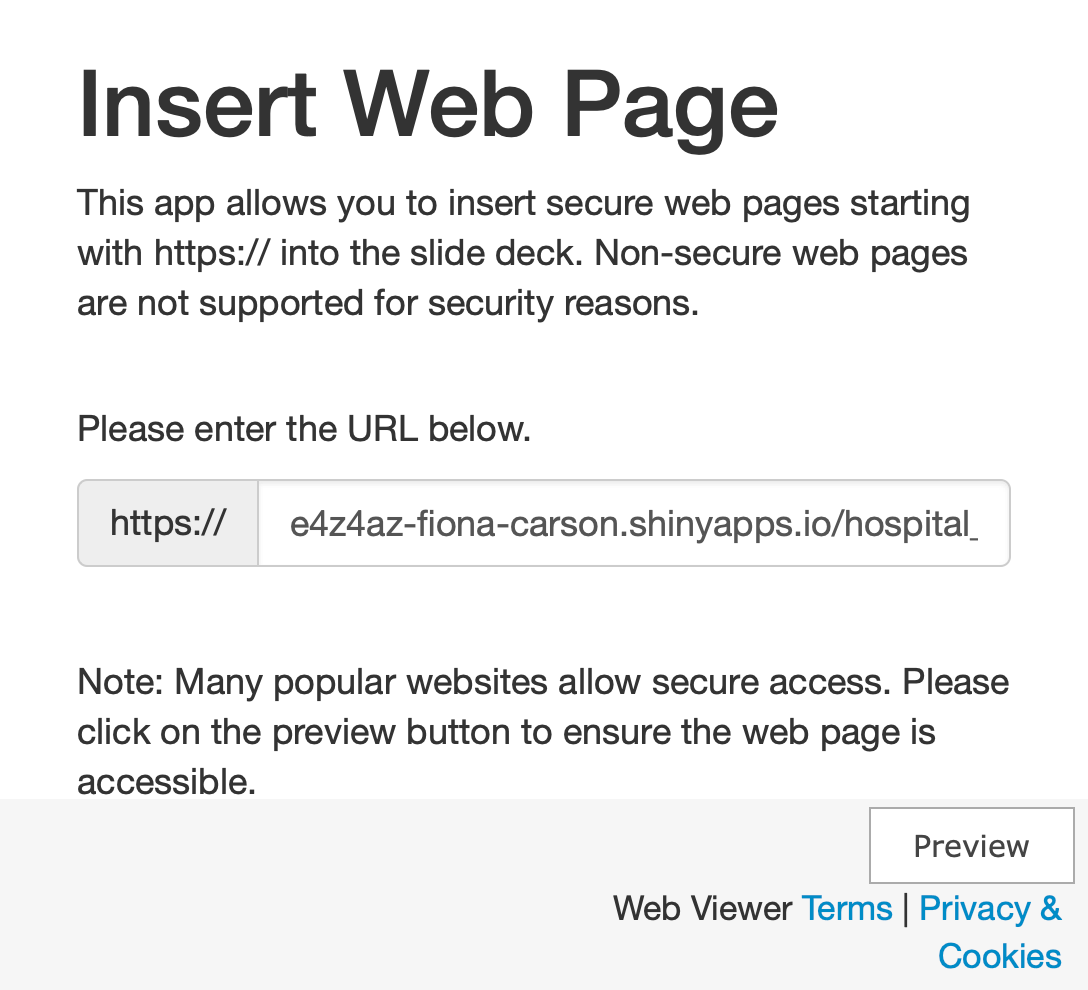 Insert Web Page
This app allows you to insert secure web pages starting
with https:// into the slide deck. Non-secure web pages
are not supported for security reasons.
Please enter the URL below.
https:// e4z4az-fiona-carson.shinyapps.io/hospital_
Note: Many popular websites allow secure access. Please
click on the preview button to ensure the web page is
accessible.
Preview
Web Viewer Terms | Privacy &
Cookies